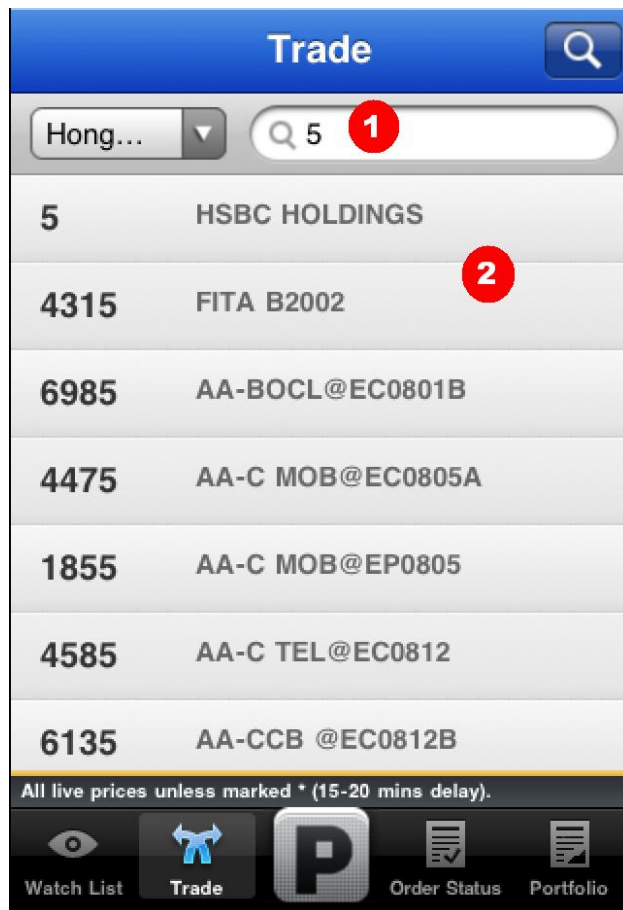 Trade
Hong...
5
1
5 HSBC HOLDINGS
2
4315 FITA B2002
6985 AA-BOCL@EC0801B
4475 AA-C MOB@EC0805A
1855 AA-C MOB@EP0805
4585 AA-C TEL@EC0812
6135 AA-CCB @EC0812B
All live prices unless marked * (15-20 mins delay).
P
Watch List Trade Order Status Portfolio